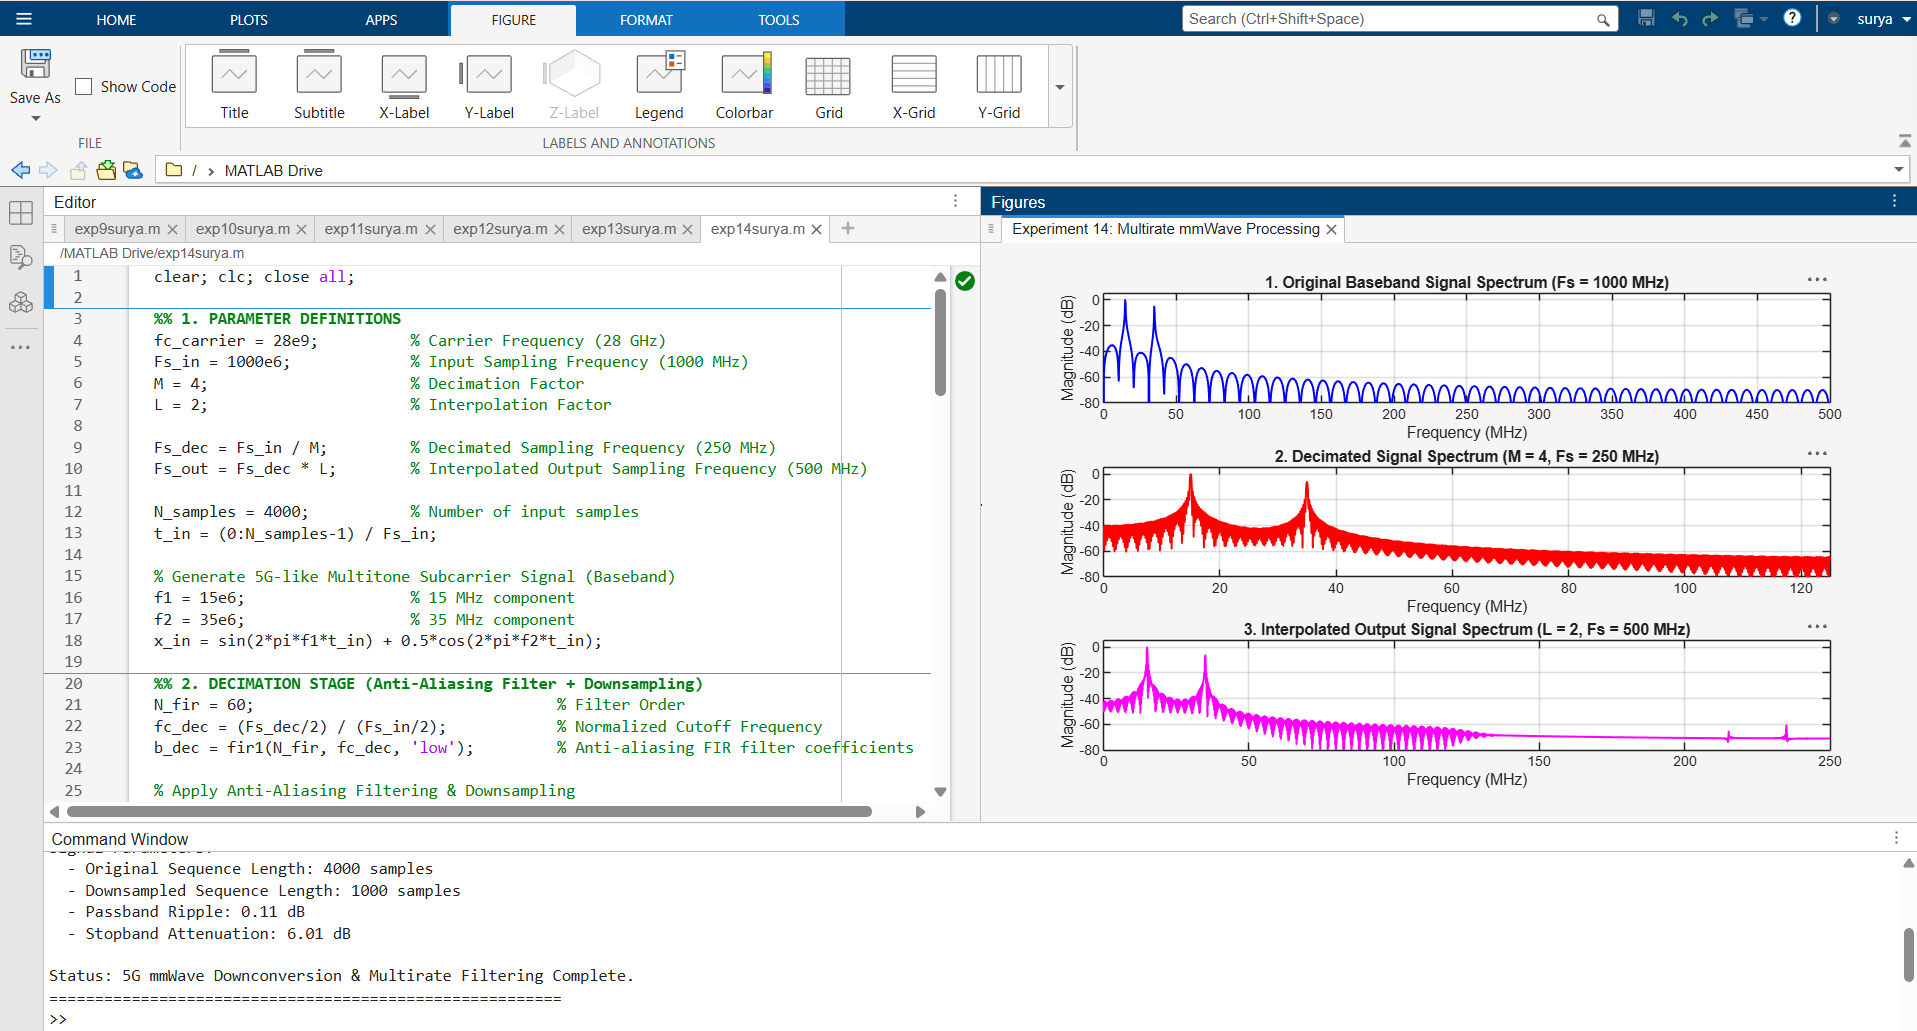 HOME PLOTS APPS FIGURE FORMAT TOOLS Search (Ctrl+Shift+Space) surya
Save As Show Code Title Subtitle X-Label Y-Label Z-Label Legend Colorbar Grid X-Grid Y-Grid
FILE LABELS AND ANNOTATIONS
/ › MATLAB Drive
Editor
exp9surya.m exp10surya.m exp11surya.m exp12surya.m exp13surya.m exp14surya.m
/MATLAB Drive/exp14surya.m
1 clear; clc; close all;
2
3 %% 1. PARAMETER DEFINITIONS
4 fc_carrier = 28e9; % Carrier Frequency (28 GHz)
5 Fs_in = 1000e6; % Input Sampling Frequency (1000 MHz)
6 M = 4; % Decimation Factor
7 L = 2; % Interpolation Factor
8
9 Fs_dec = Fs_in / M; % Decimated Sampling Frequency (250 MHz)
10 Fs_out = Fs_dec * L; % Interpolated Output Sampling Frequency (500 MHz)
11
12 N_samples = 4000; % Number of input samples
13 t_in = (0:N_samples-1) / Fs_in;
14
15 % Generate 5G-like Multitone Subcarrier Signal (Baseband)
16 f1 = 15e6; % 15 MHz component
17 f2 = 35e6; % 35 MHz component
18 x_in = sin(2*pi*f1*t_in) + 0.5*cos(2*pi*f2*t_in);
19
20 %% 2. DECIMATION STAGE (Anti-Aliasing Filter + Downsampling)
21 N_fir = 60; % Filter Order
22 fc_dec = (Fs_dec/2) / (Fs_in/2); % Normalized Cutoff Frequency
23 b_dec = fir1(N_fir, fc_dec, 'low'); % Anti-aliasing FIR filter coefficients
24
25 % Apply Anti-Aliasing Filtering & Downsampling
Figures
Experiment 14: Multirate mmWave Processing
1. Original Baseband Signal Spectrum (Fs = 1000 MHz)
Magnitude (dB)
0
-20
-40
-60
-80
0 50 100 150 200 250 300 350 400 450 500
Frequency (MHz)
2. Decimated Signal Spectrum (M = 4, Fs = 250 MHz)
Magnitude (dB)
0
-20
-40
-60
-80
0 20 40 60 80 100 120
Frequency (MHz)
3. Interpolated Output Signal Spectrum (L = 2, Fs = 500 MHz)
Magnitude (dB)
0
-20
-40
-60
-80
0 50 100 150 200 250
Frequency (MHz)
Command Window
- Original Sequence Length: 4000 samples
- Downsampled Sequence Length: 1000 samples
- Passband Ripple: 0.11 dB
- Stopband Attenuation: 6.01 dB
Status: 5G mmWave Downconversion & Multirate Filtering Complete.
========================================================
>>